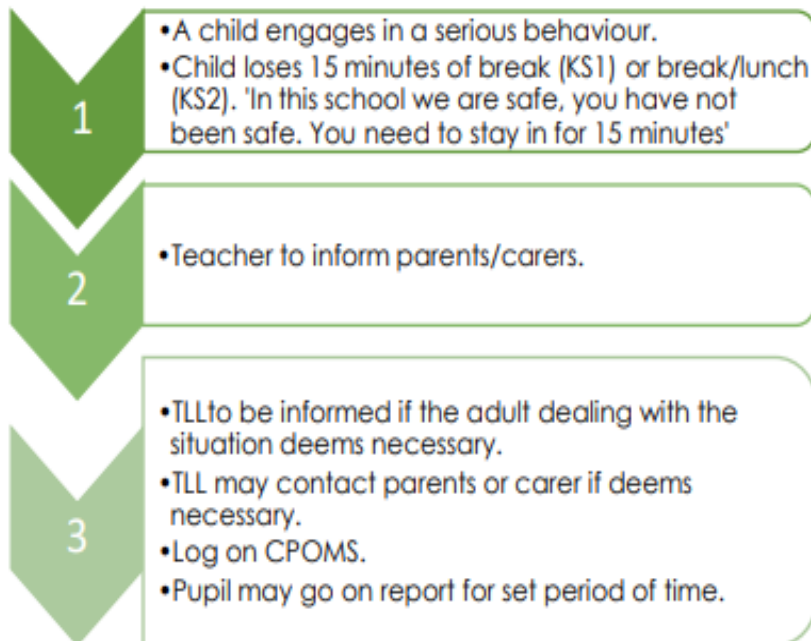 •A child engages in a serious behaviour.
•Child loses 15 minutes of break (KS1) or break/lunch
(KS2). 'In this school we are safe, you have not
been safe. You need to stay in for 15 minutes'
1
•Teacher to inform parents/carers.
2
•TLLto be informed if the adult dealing with the
situation deems necessary.
•TLL may contact parents or carer if deems
necessary.
3
•Log on CPOMS.
•Pupil may go on report for set period of time.